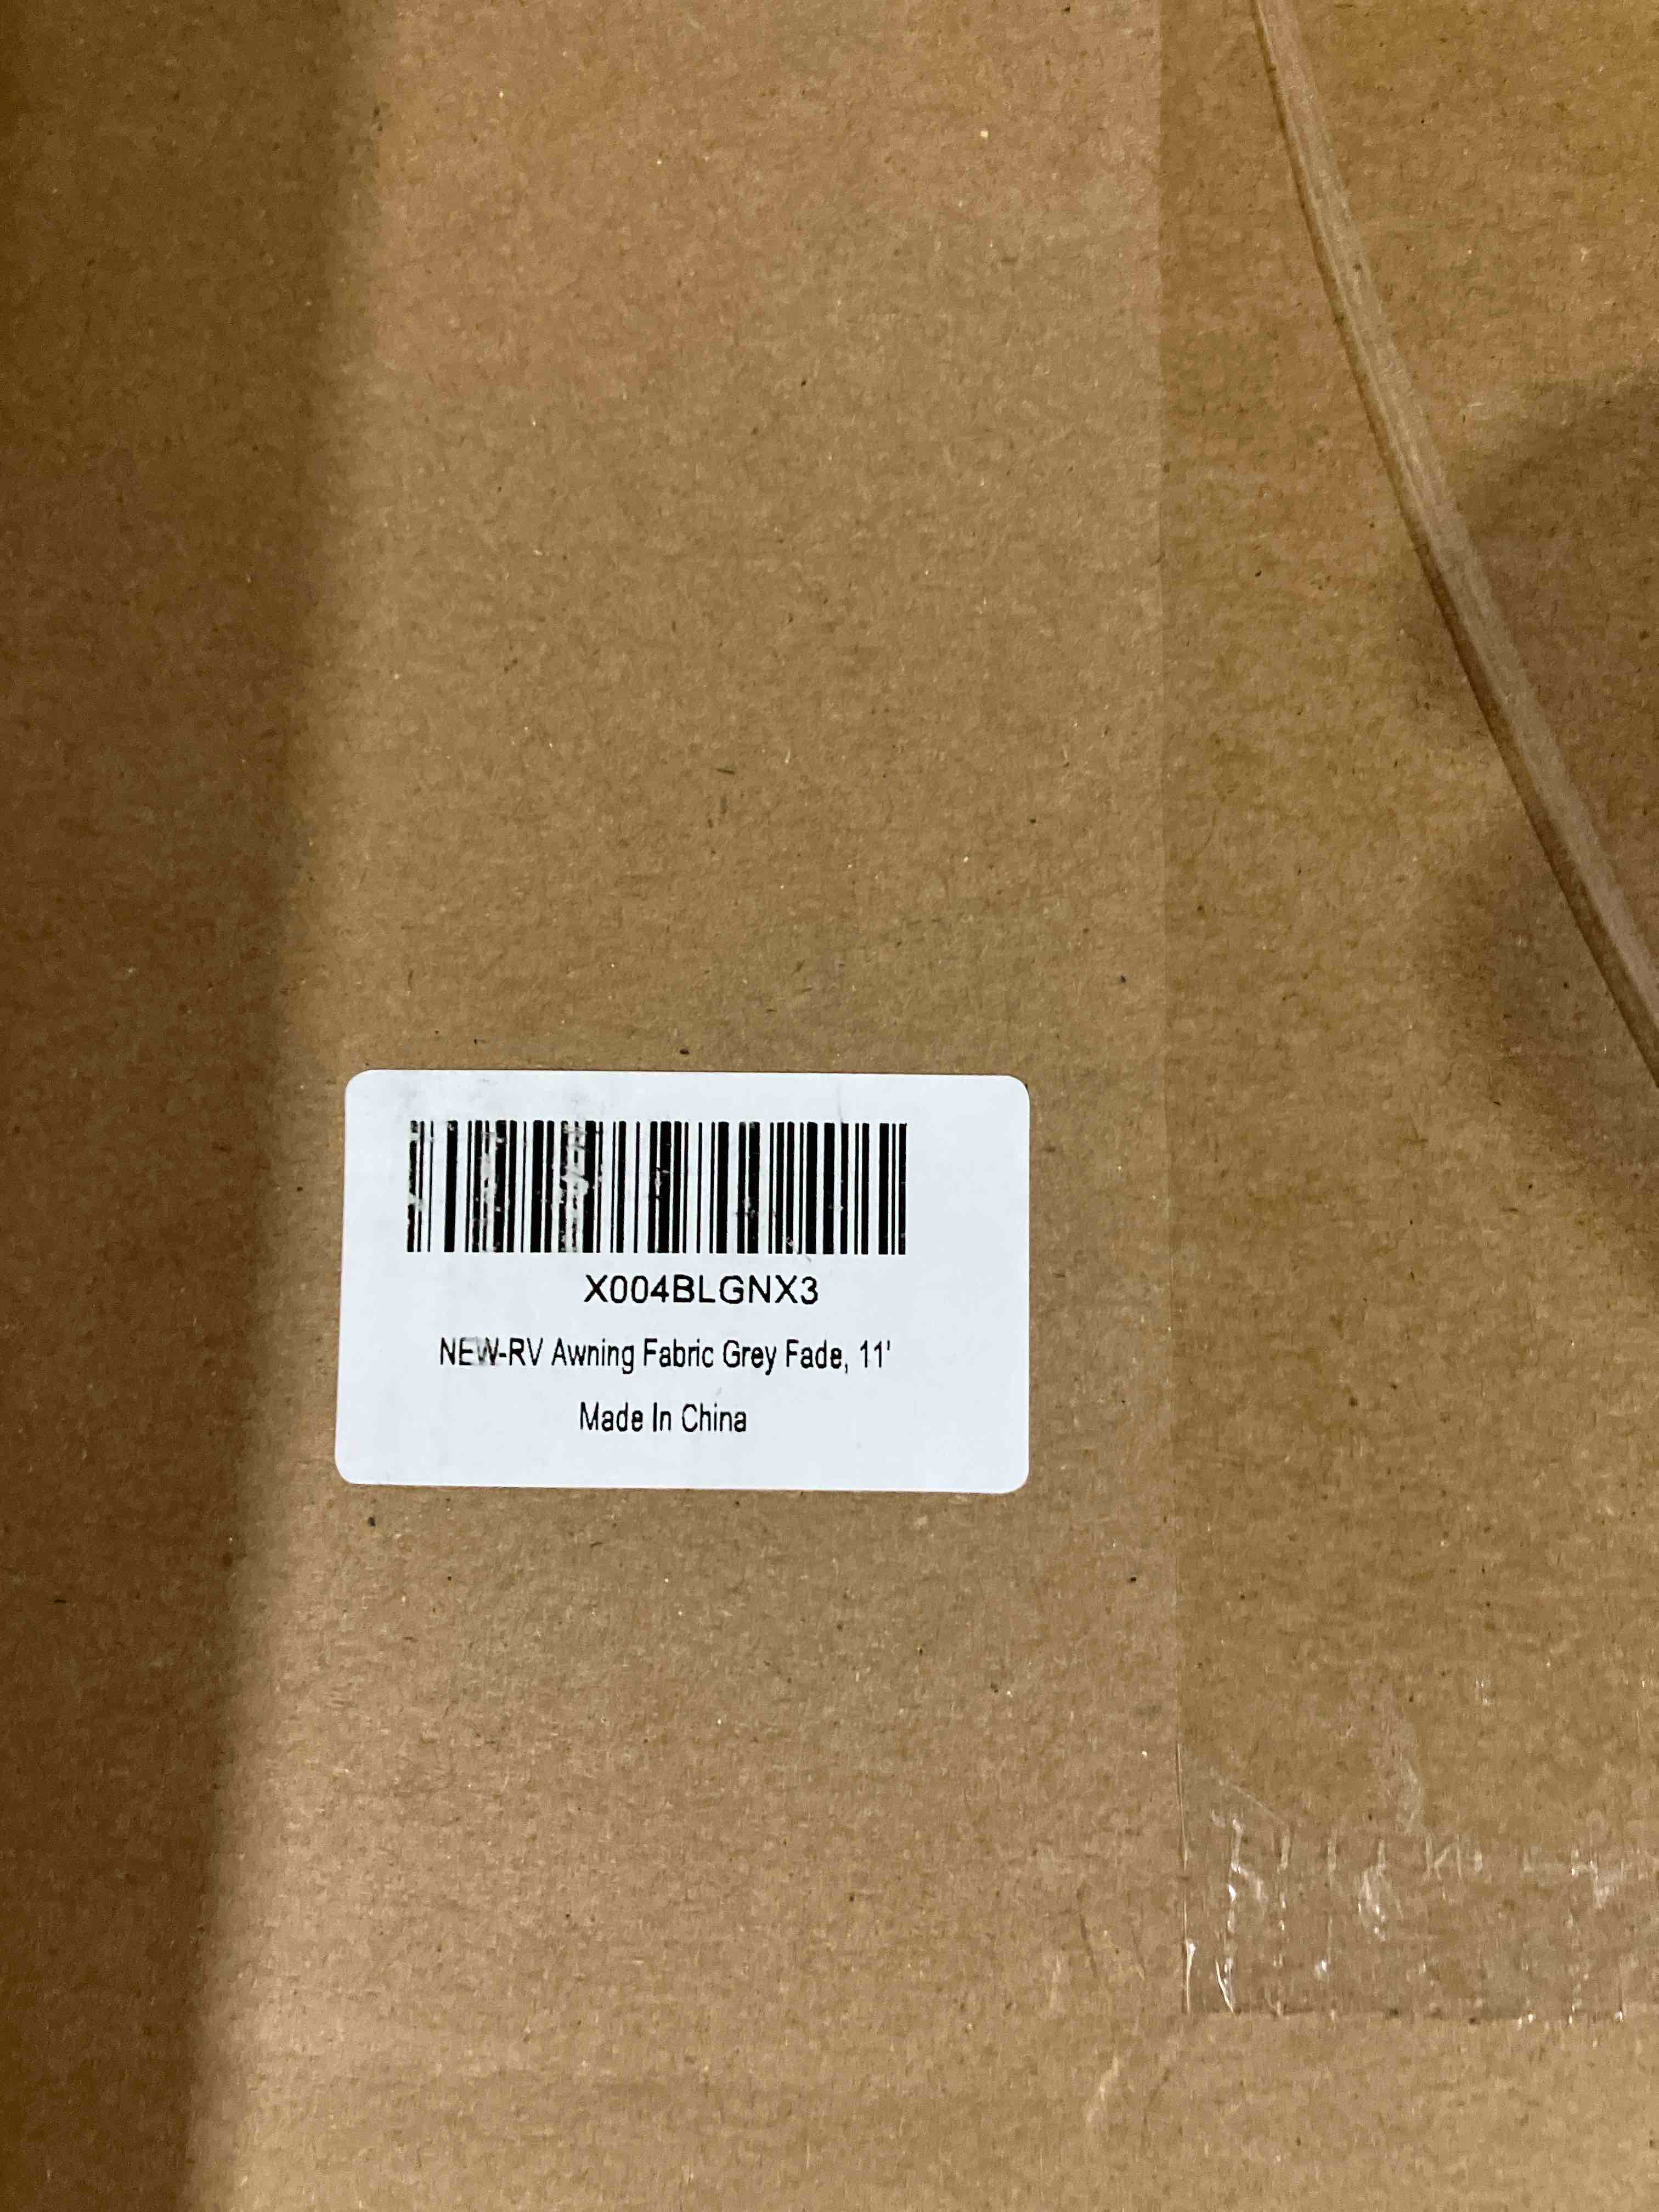 X004BLGNX3
NEW-RV Awning Fabric Grey Fade, 11'
Made In China